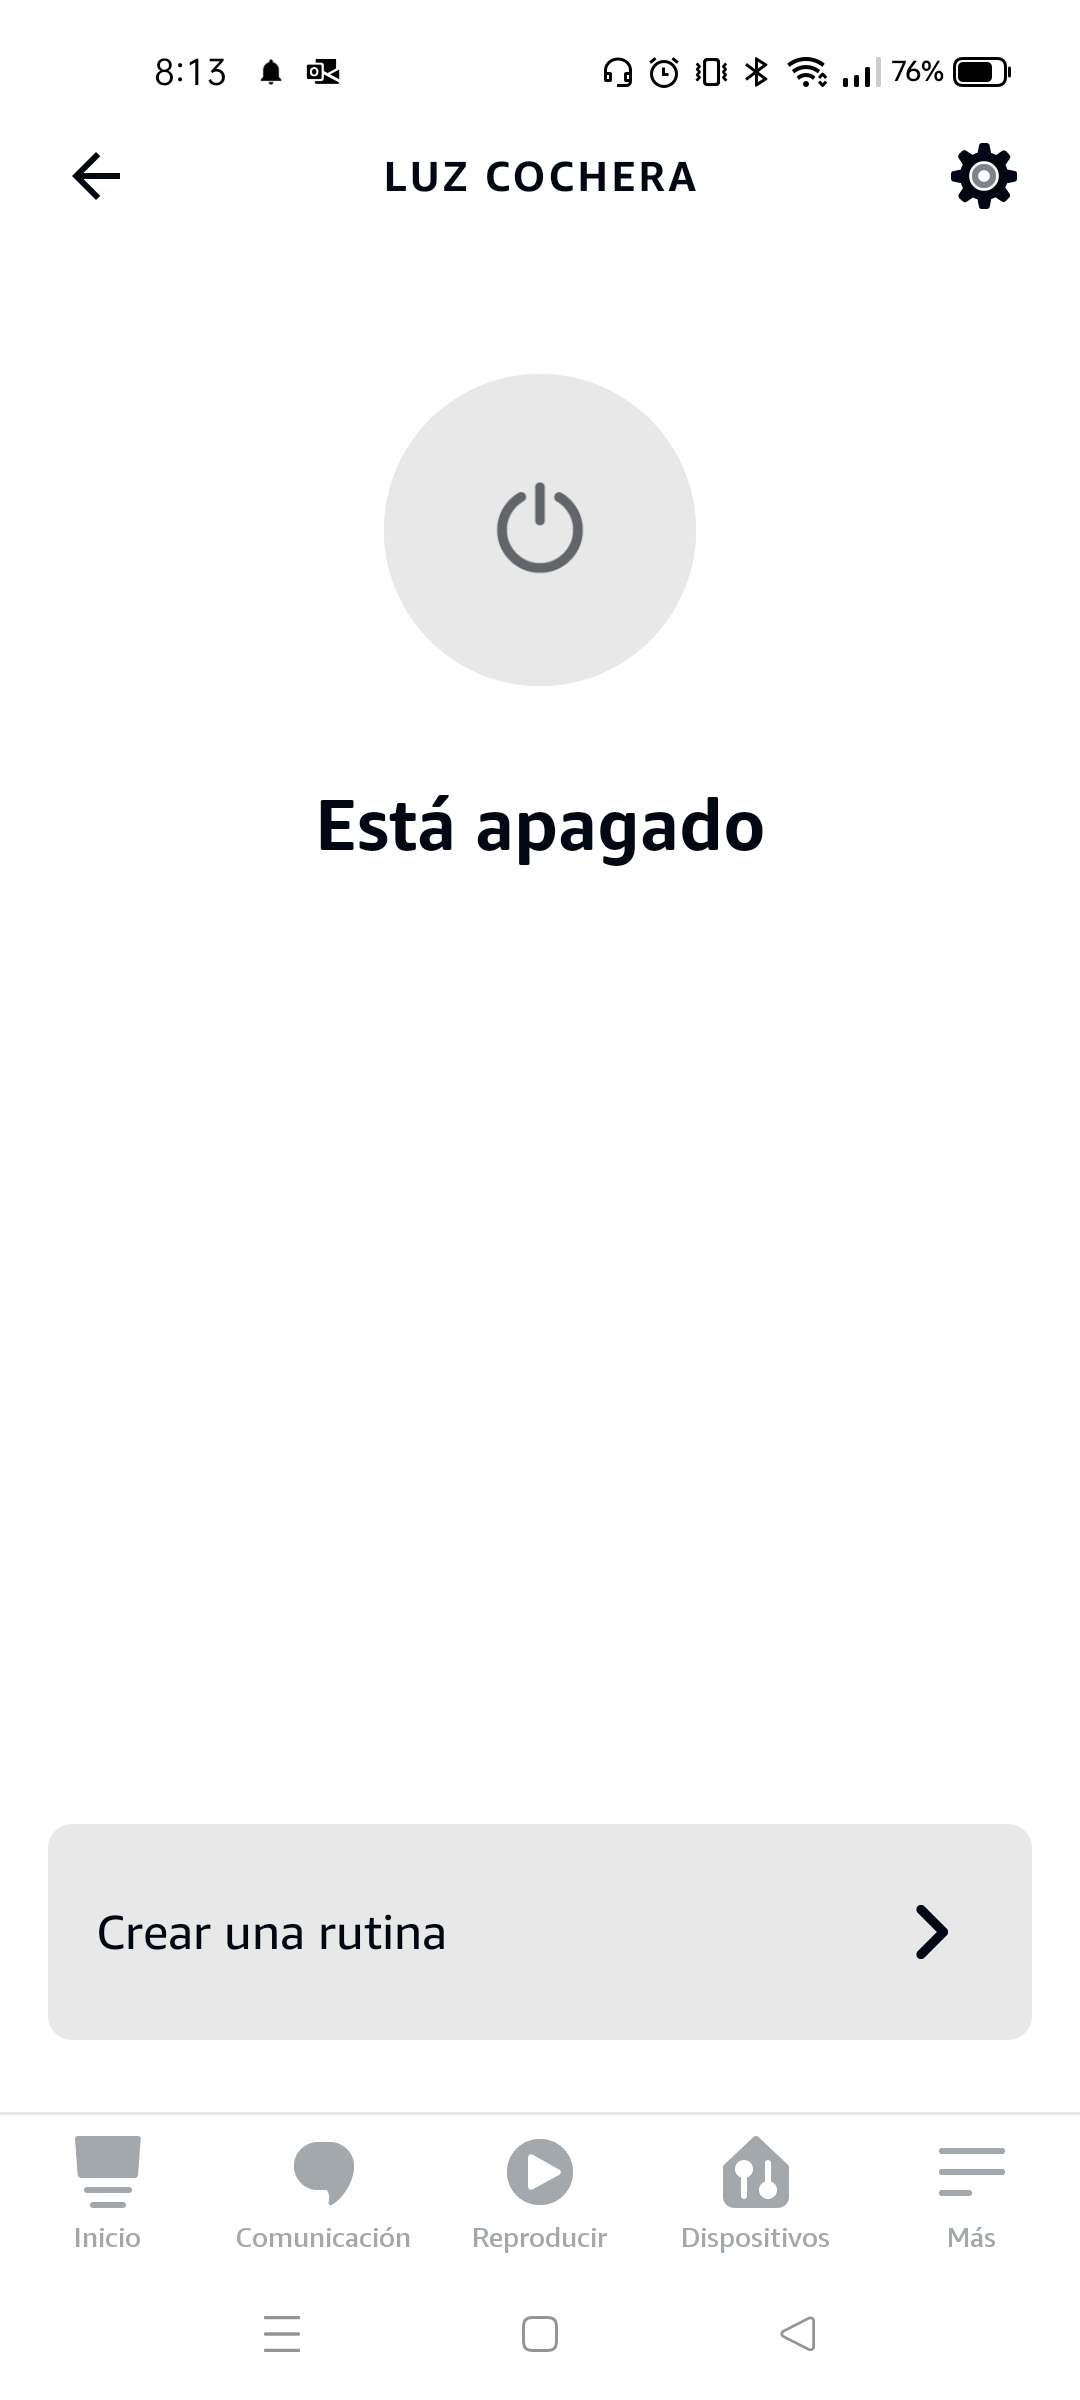 8:13
76%
LUZ COCHERA
Está apagado
Crear una rutina
Inicio
Comunicación
Reproducir
Dispositivos
Más